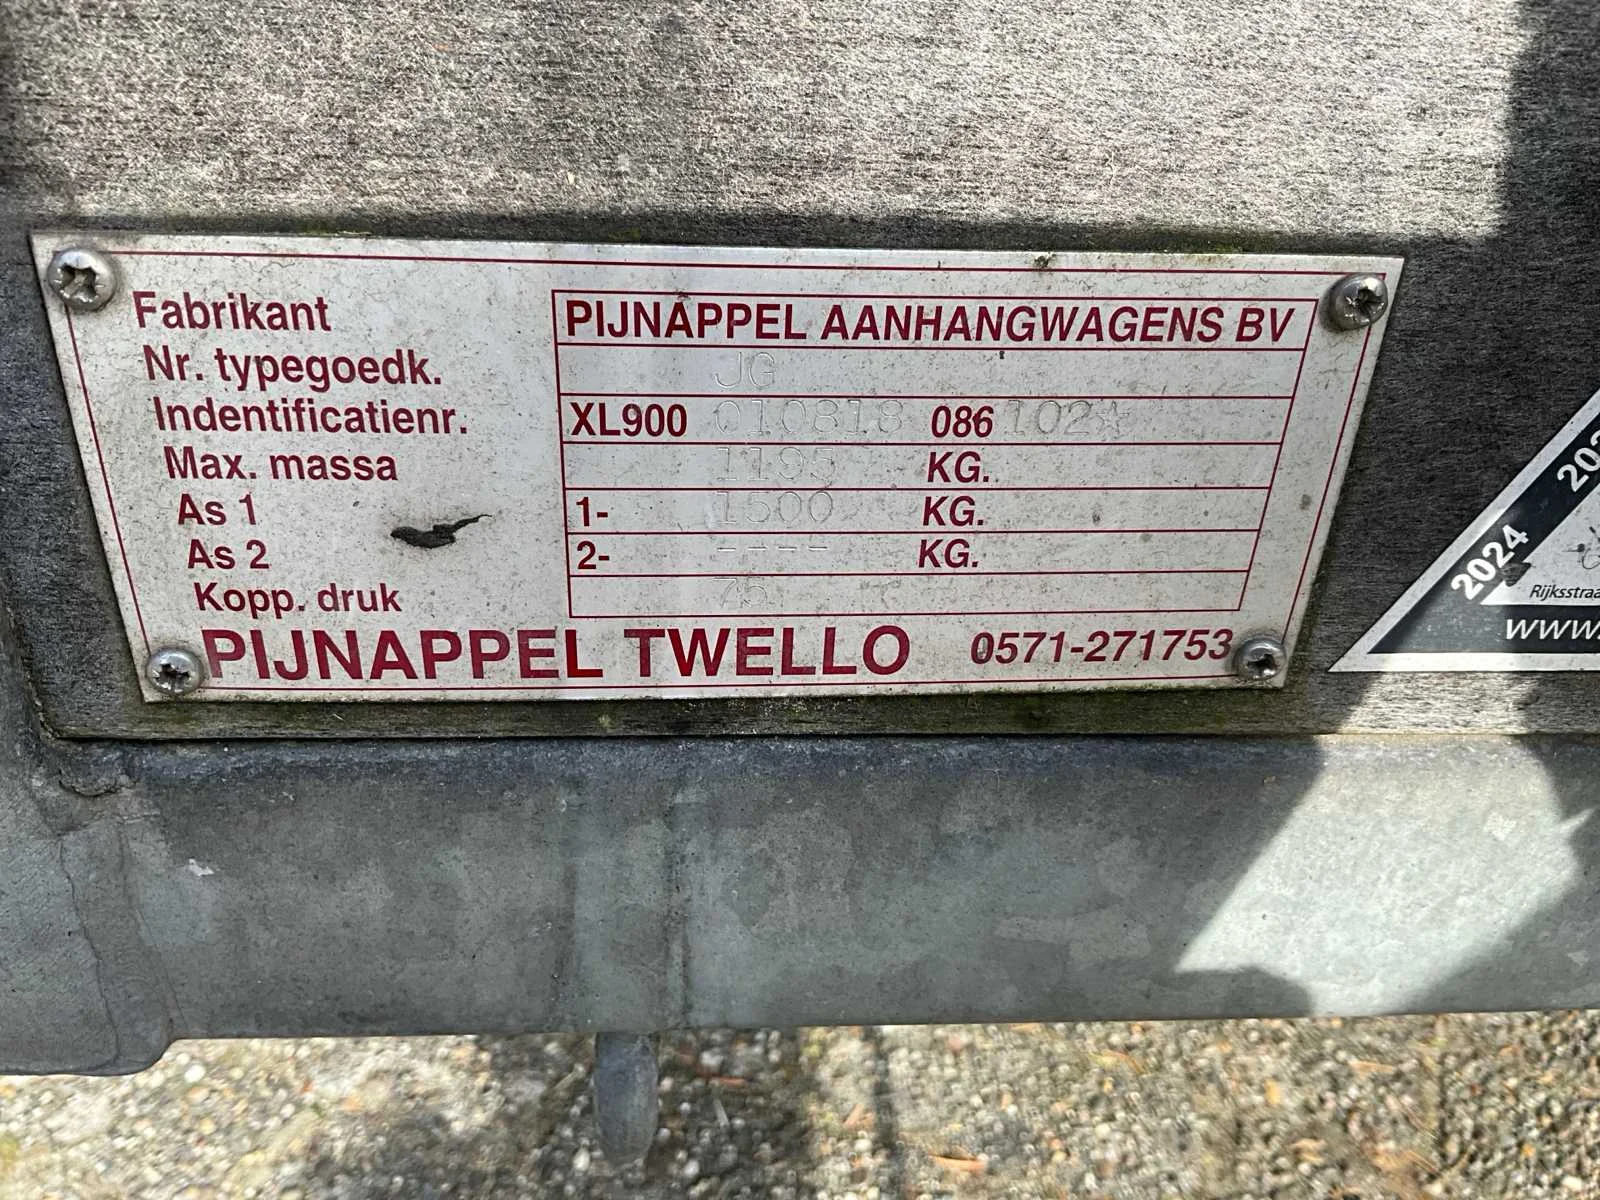 Fabrikant PIJNAPPEL AANHANGWAGENS BV
Nr. typegoedk. JG
Indentificatienr. XL900 010818 086 102*
Max. massa 1195 KG.
As 1 1- 1500 KG.
As 2 2- ---- KG.
Kopp. druk 75
PIJNAPPEL TWELLO 0571-271753
2024
www.